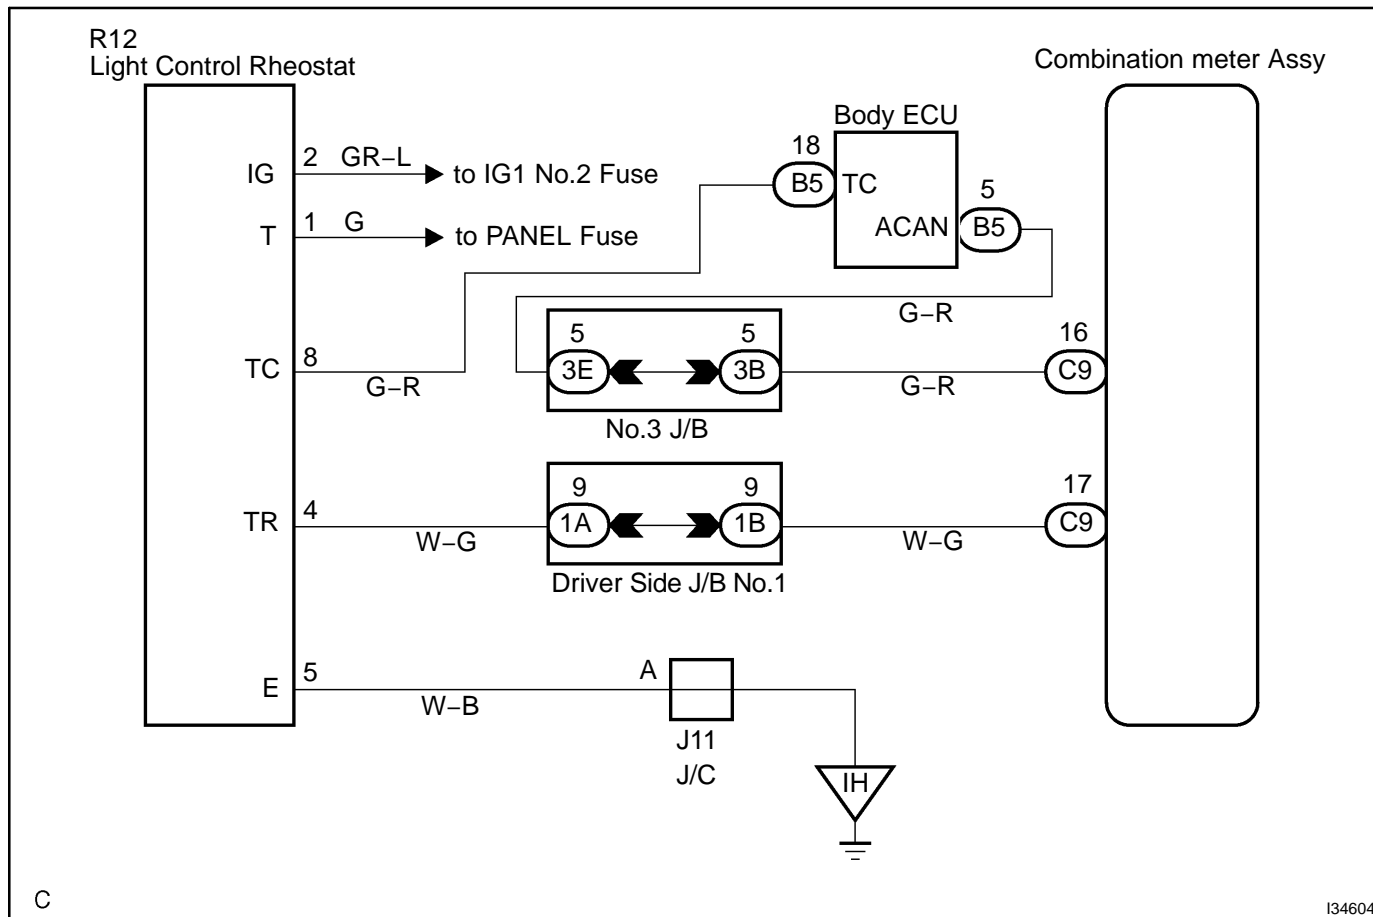 R12
Light Control Rheostat
Combination meter Assy
Body ECU
18
B5
TC
5
ACAN
B5
IG
2
GR–L
to IG1 No.2 Fuse
T
1
G
to PANEL Fuse
G–R
TC
8
G–R
5
3E
5
3B
No.3 J/B
G–R
16
C9
TR
4
W–G
9
1A
9
1B
Driver Side J/B No.1
W–G
17
C9
E
5
W–B
A
J11
J/C
IH
C
I34604